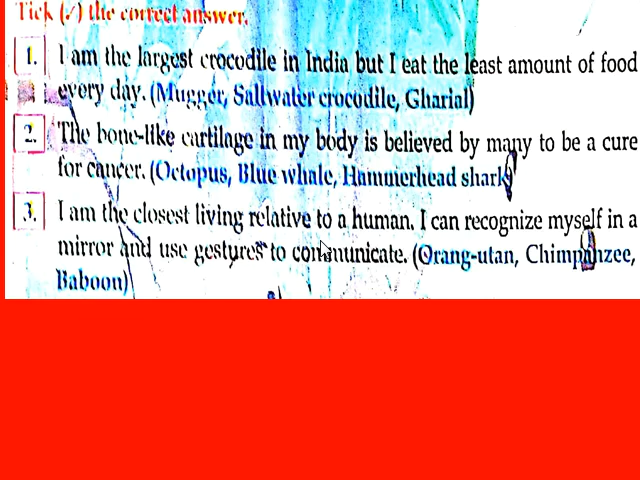 Tick (✓) the correct answer.
1. I am the largest crocodile in India but I eat the least amount of food
every day. (Mugger, Saltwater crocodile, Gharial)
2. The bone-like cartilage in my body is believed by many to be a cure
for cancer. (Octopus, Blue whale, Hammerhead shark)
3. I am the closest living relative to a human. I can recognize myself in a
mirror and use gestures to communicate. (Orang-utan, Chimpanzee,
Baboon)